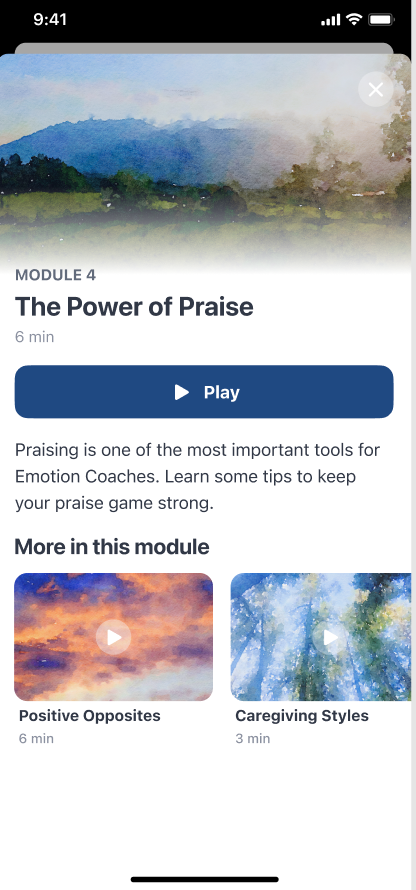 9:41
MODULE 4
The Power of Praise
6 min
Play
Praising is one of the most important tools for
Emotion Coaches. Learn some tips to keep
your praise game strong.
More in this module
Positive Opposites
6 min
Caregiving Styles
3 min